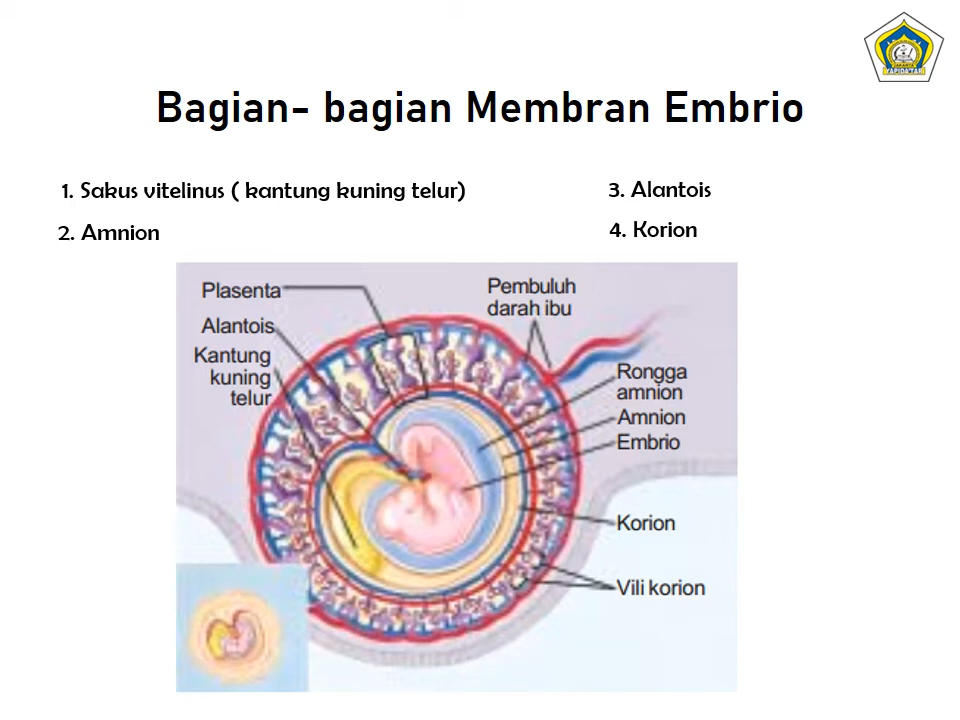 Bagian- bagian Membran Embrio
1. Sakus vitelinus ( kantung kuning telur)
2. Amnion
3. Alantois
4. Korion
Plasenta
Alantois
Kantung
kuning
telur
Pembuluh
darah ibu
Rongga
amnion
Amnion
Embrio
Korion
Vili korion